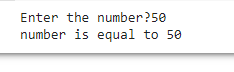 Enter the number?50
number is equal to 50